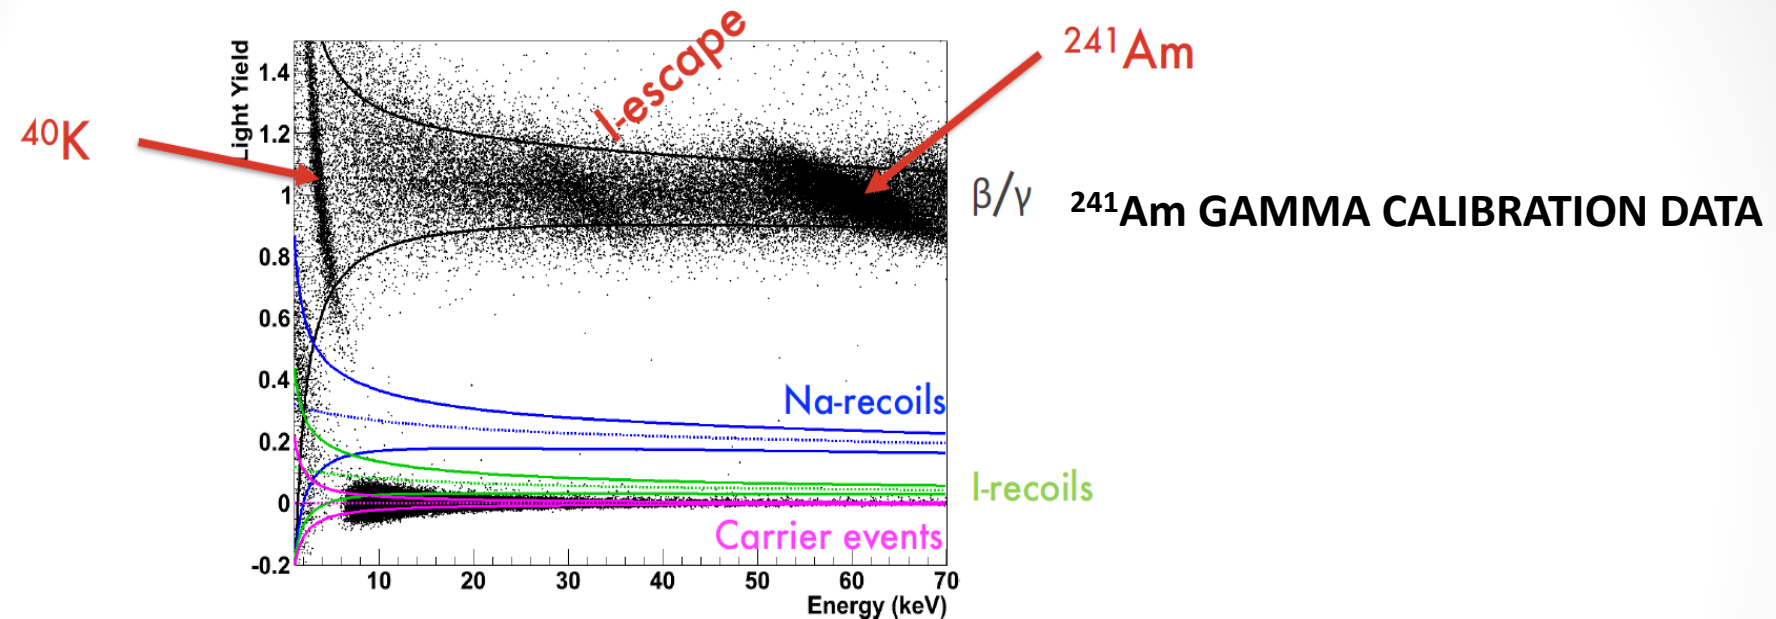 I-escape
²⁴¹Am
⁴⁰K
Light Yield
1.4
1.2
1
0.8
0.6
0.4
0.2
0
-0.2
β/γ
²⁴¹Am GAMMA CALIBRATION DATA
Na-recoils
I-recoils
Carrier events
10 20 30 40 50 60 70
Energy (keV)